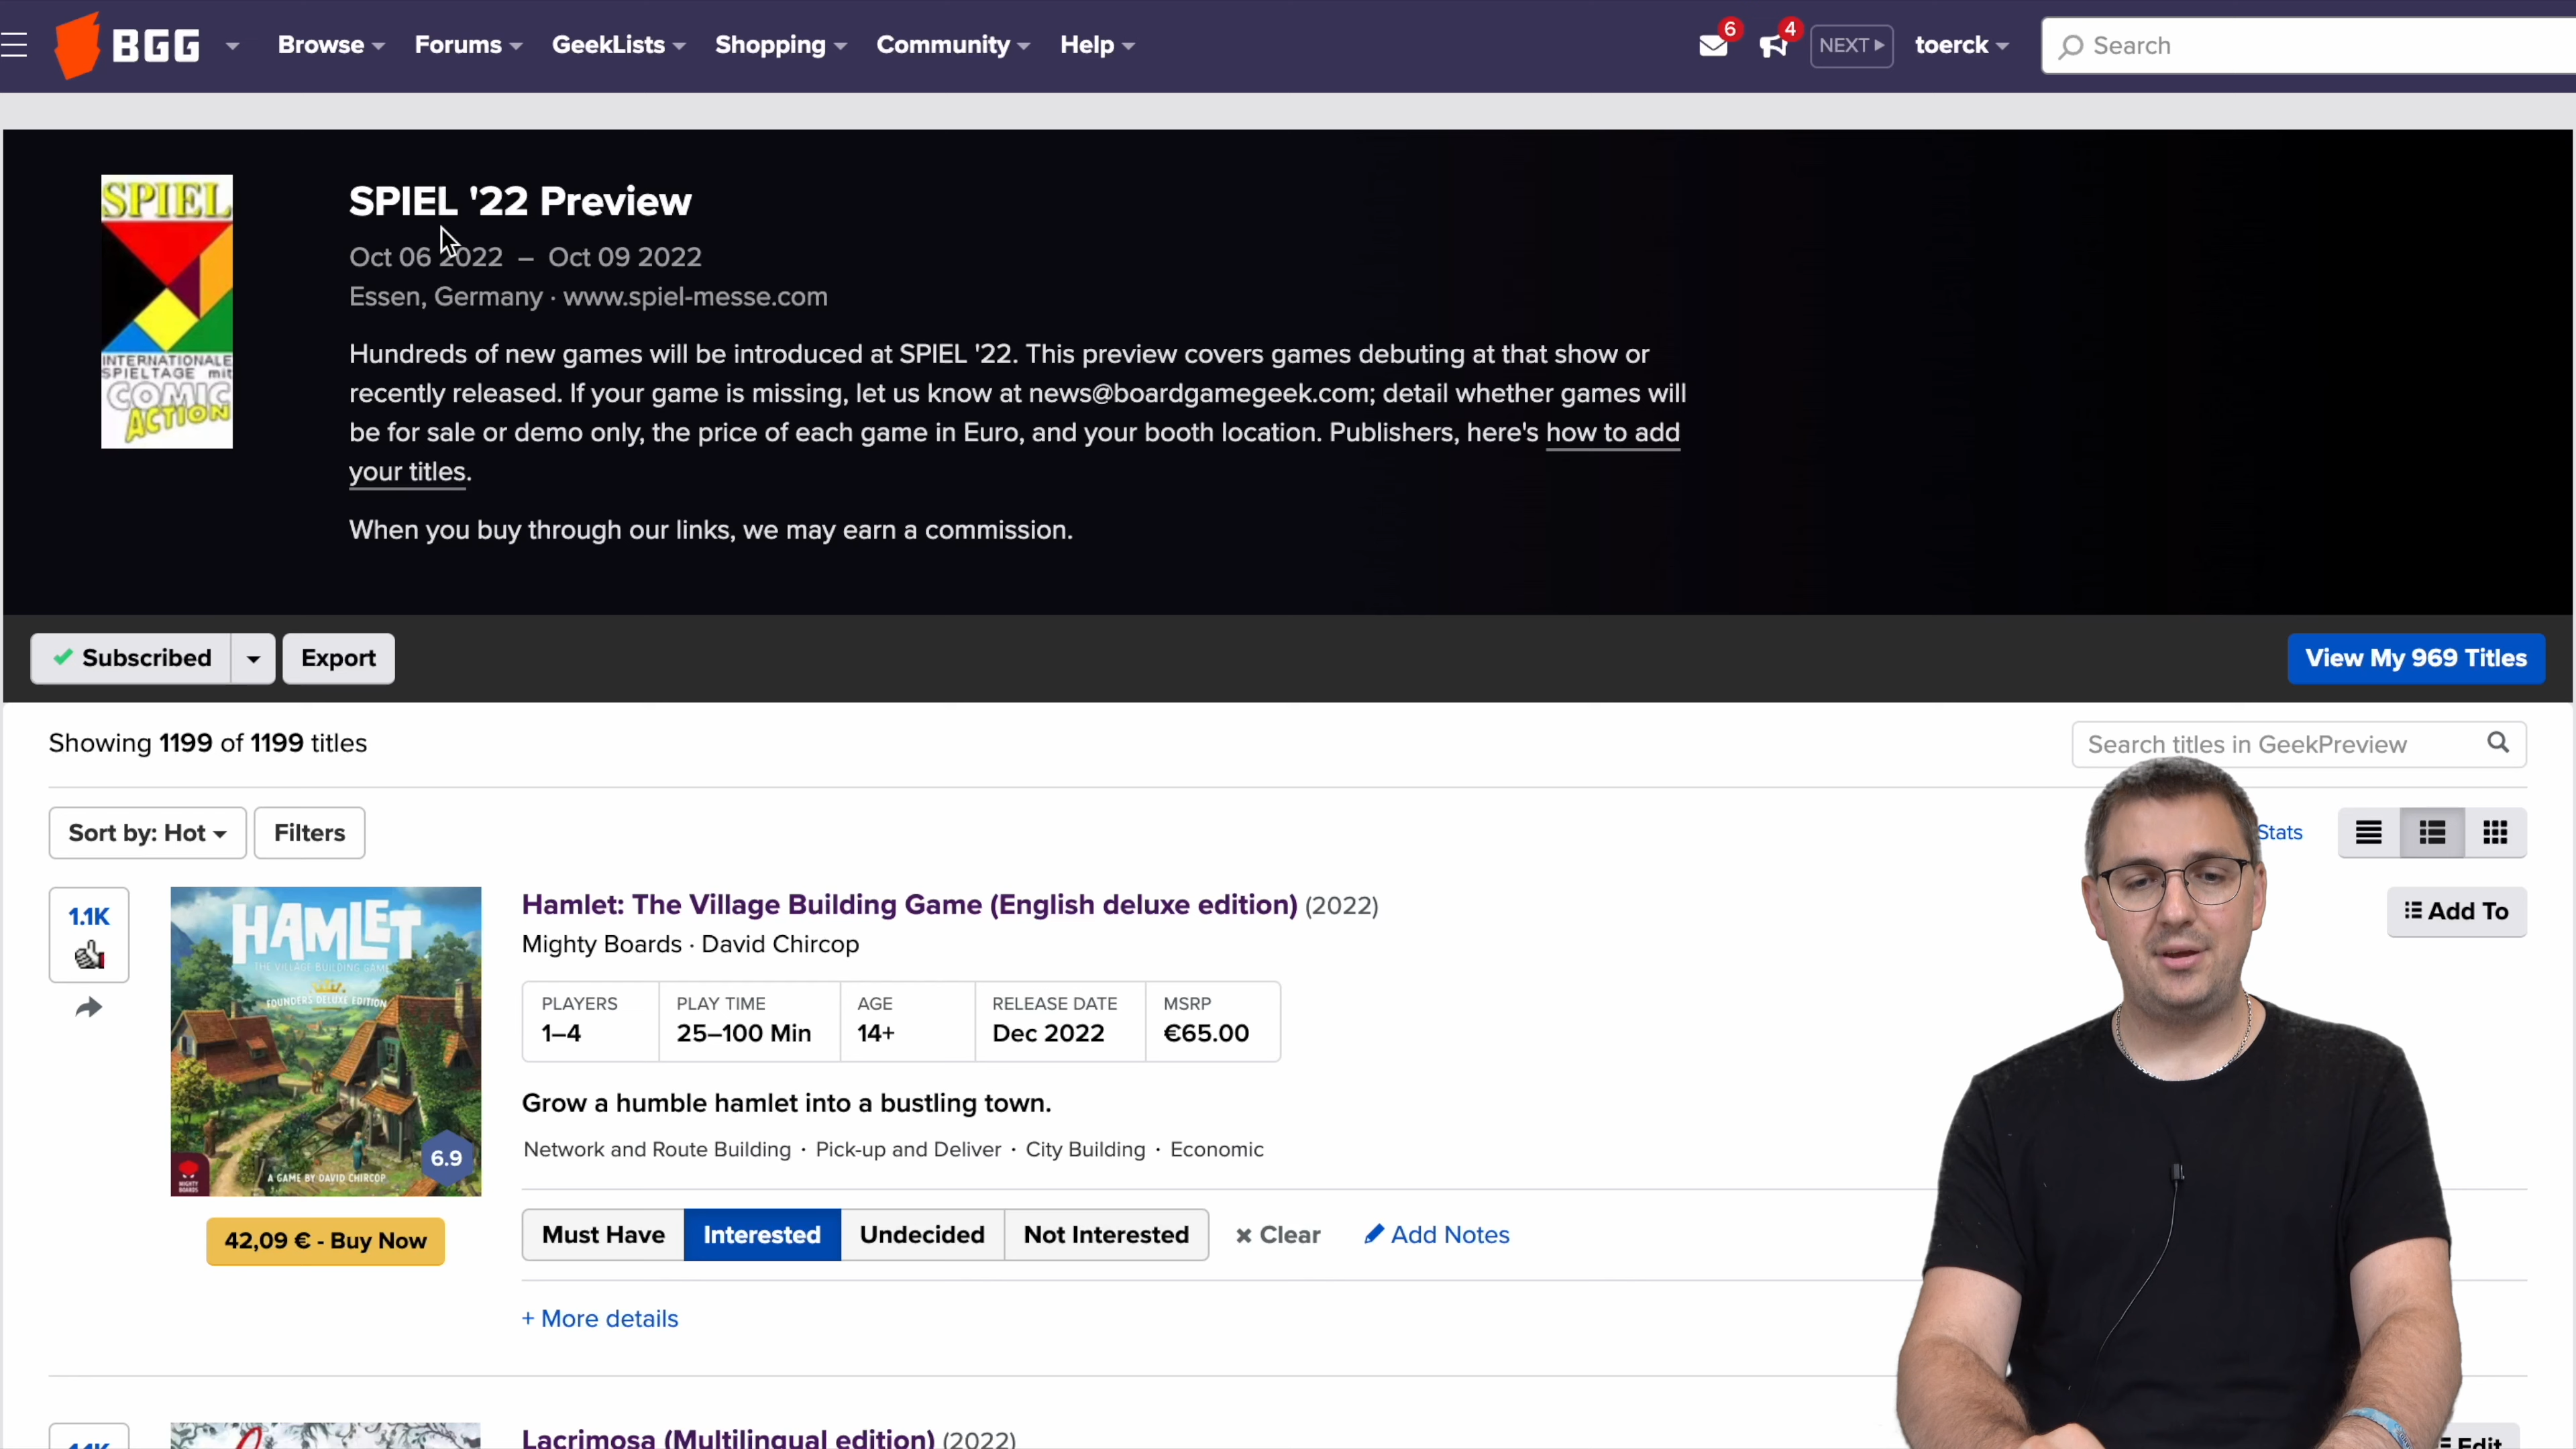 BGG Browse Forums GeekLists Shopping Community Help 6 4 NEXT toerck Search
SPIEL
INTERNATIONALE
SPIELTAGE mit
COMIC
ACTION
SPIEL '22 Preview
Oct 06 2022 – Oct 09 2022
Essen, Germany · www.spiel-messe.com
Hundreds of new games will be introduced at SPIEL '22. This preview covers games debuting at that show or
recently released. If your game is missing, let us know at news@boardgamegeek.com; detail whether games will
be for sale or demo only, the price of each game in Euro, and your booth location. Publishers, here's how to add
your titles.
When you buy through our links, we may earn a commission.
Subscribed Export View My 969 Titles
Showing 1199 of 1199 titles Search titles in GeekPreview
Sort by: Hot Filters Stats
1.1K
HAMLET
THE VILLAGE BUILDING GAME
FOUNDERS DELUXE EDITION
6.9
MIGHTY
BOARDS
A GAME BY DAVID CHIRCOP
42,09 € - Buy Now
Hamlet: The Village Building Game (English deluxe edition) (2022) Add To
Mighty Boards · David Chircop
PLAYERS PLAY TIME AGE RELEASE DATE MSRP
1–4 25–100 Min 14+ Dec 2022 €65.00
Grow a humble hamlet into a bustling town.
Network and Route Building · Pick-up and Deliver · City Building · Economic
Must Have Interested Undecided Not Interested Clear Add Notes
+ More details
Lacrimosa (Multilingual edition) (2022) Edit